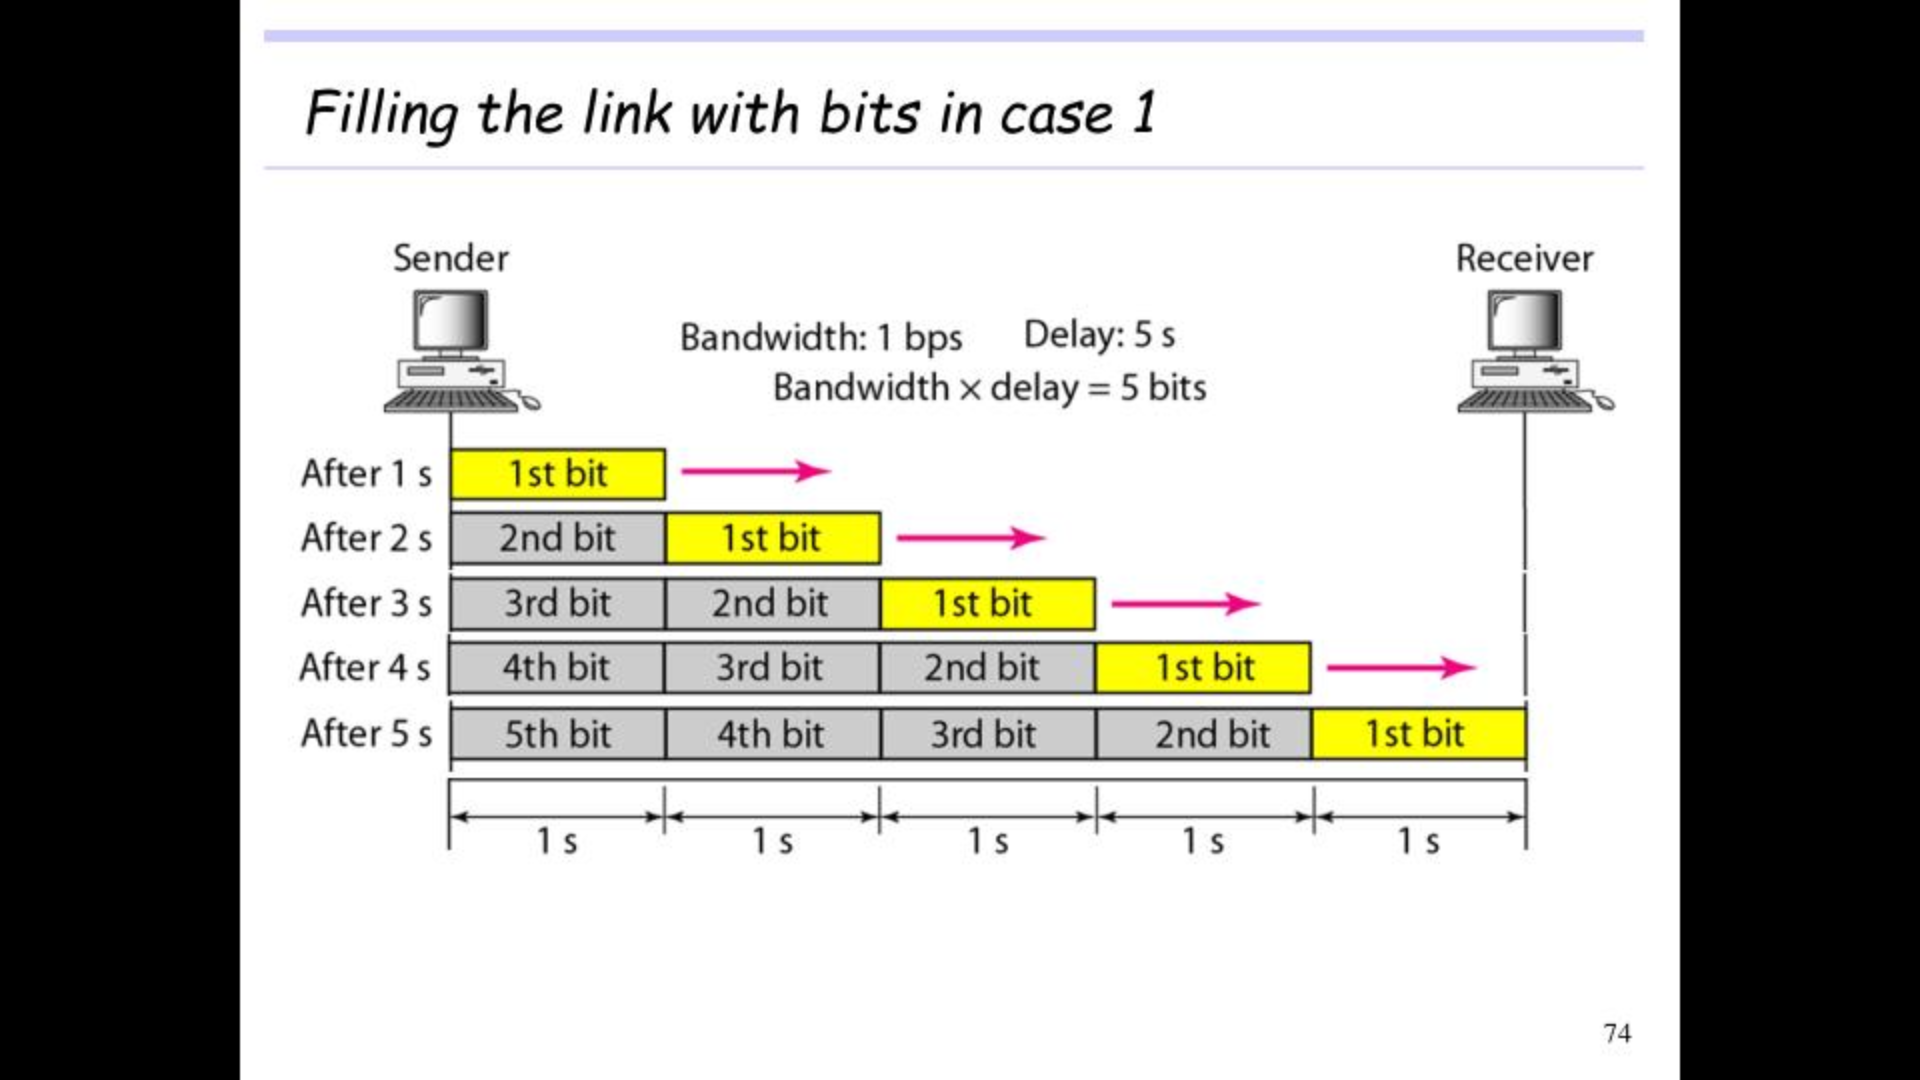 Filling the link with bits in case 1
Sender
Receiver
Bandwidth: 1 bps Delay: 5 s
Bandwidth × delay = 5 bits
After 1 s 1st bit
After 2 s 2nd bit 1st bit
After 3 s 3rd bit 2nd bit 1st bit
After 4 s 4th bit 3rd bit 2nd bit 1st bit
After 5 s 5th bit 4th bit 3rd bit 2nd bit 1st bit
1 s 1 s 1 s 1 s 1 s
74